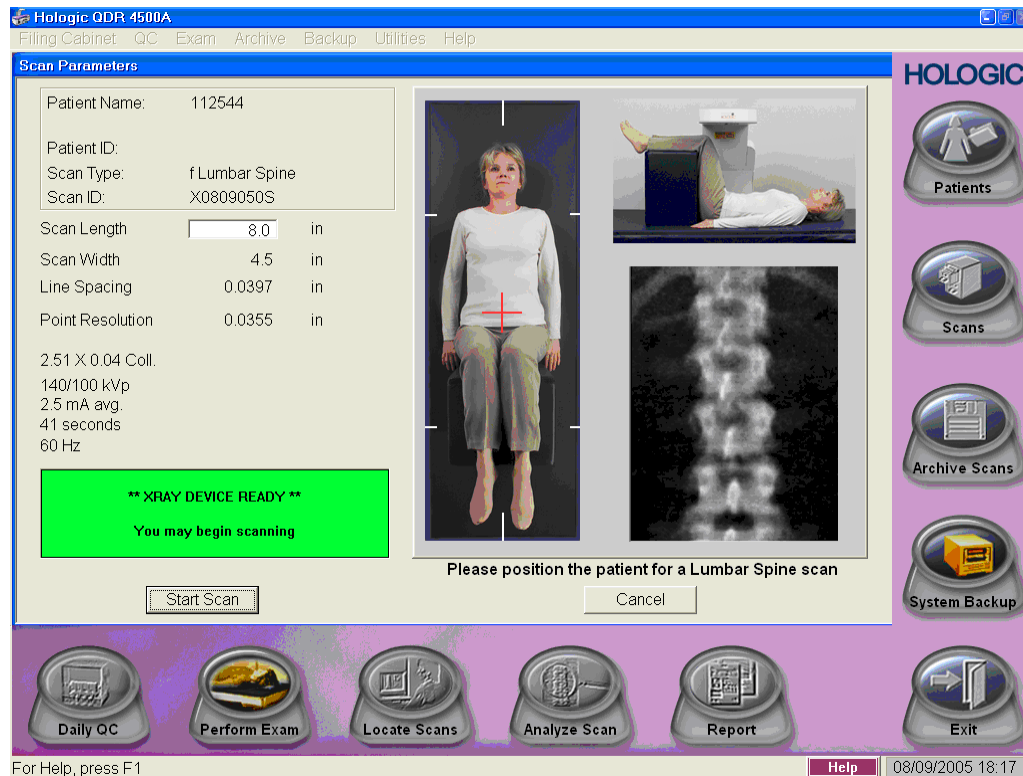 Hologic QDR 4500A
Filing Cabinet QC Exam Archive Backup Utilities Help
Scan Parameters
HOLOGIC
Patient Name: 112544
Patient ID:
Scan Type: f Lumbar Spine
Scan ID: X0809050S
Scan Length 8.0 in
Scan Width 4.5 in
Line Spacing 0.0397 in
Point Resolution 0.0355 in
2.51 X 0.04 Coll.
140/100 kVp
2.5 mA avg.
41 seconds
60 Hz
** XRAY DEVICE READY **
You may begin scanning
Start Scan
Please position the patient for a Lumbar Spine scan
Cancel
Patients
Scans
Archive Scans
System Backup
Daily QC
Perform Exam
Locate Scans
Analyze Scan
Report
Exit
For Help, press F1
Help
08/09/2005 18:17